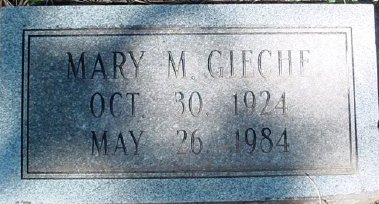 MARY M. GIECHE
OCT. 30. 1924
MAY 26 1984